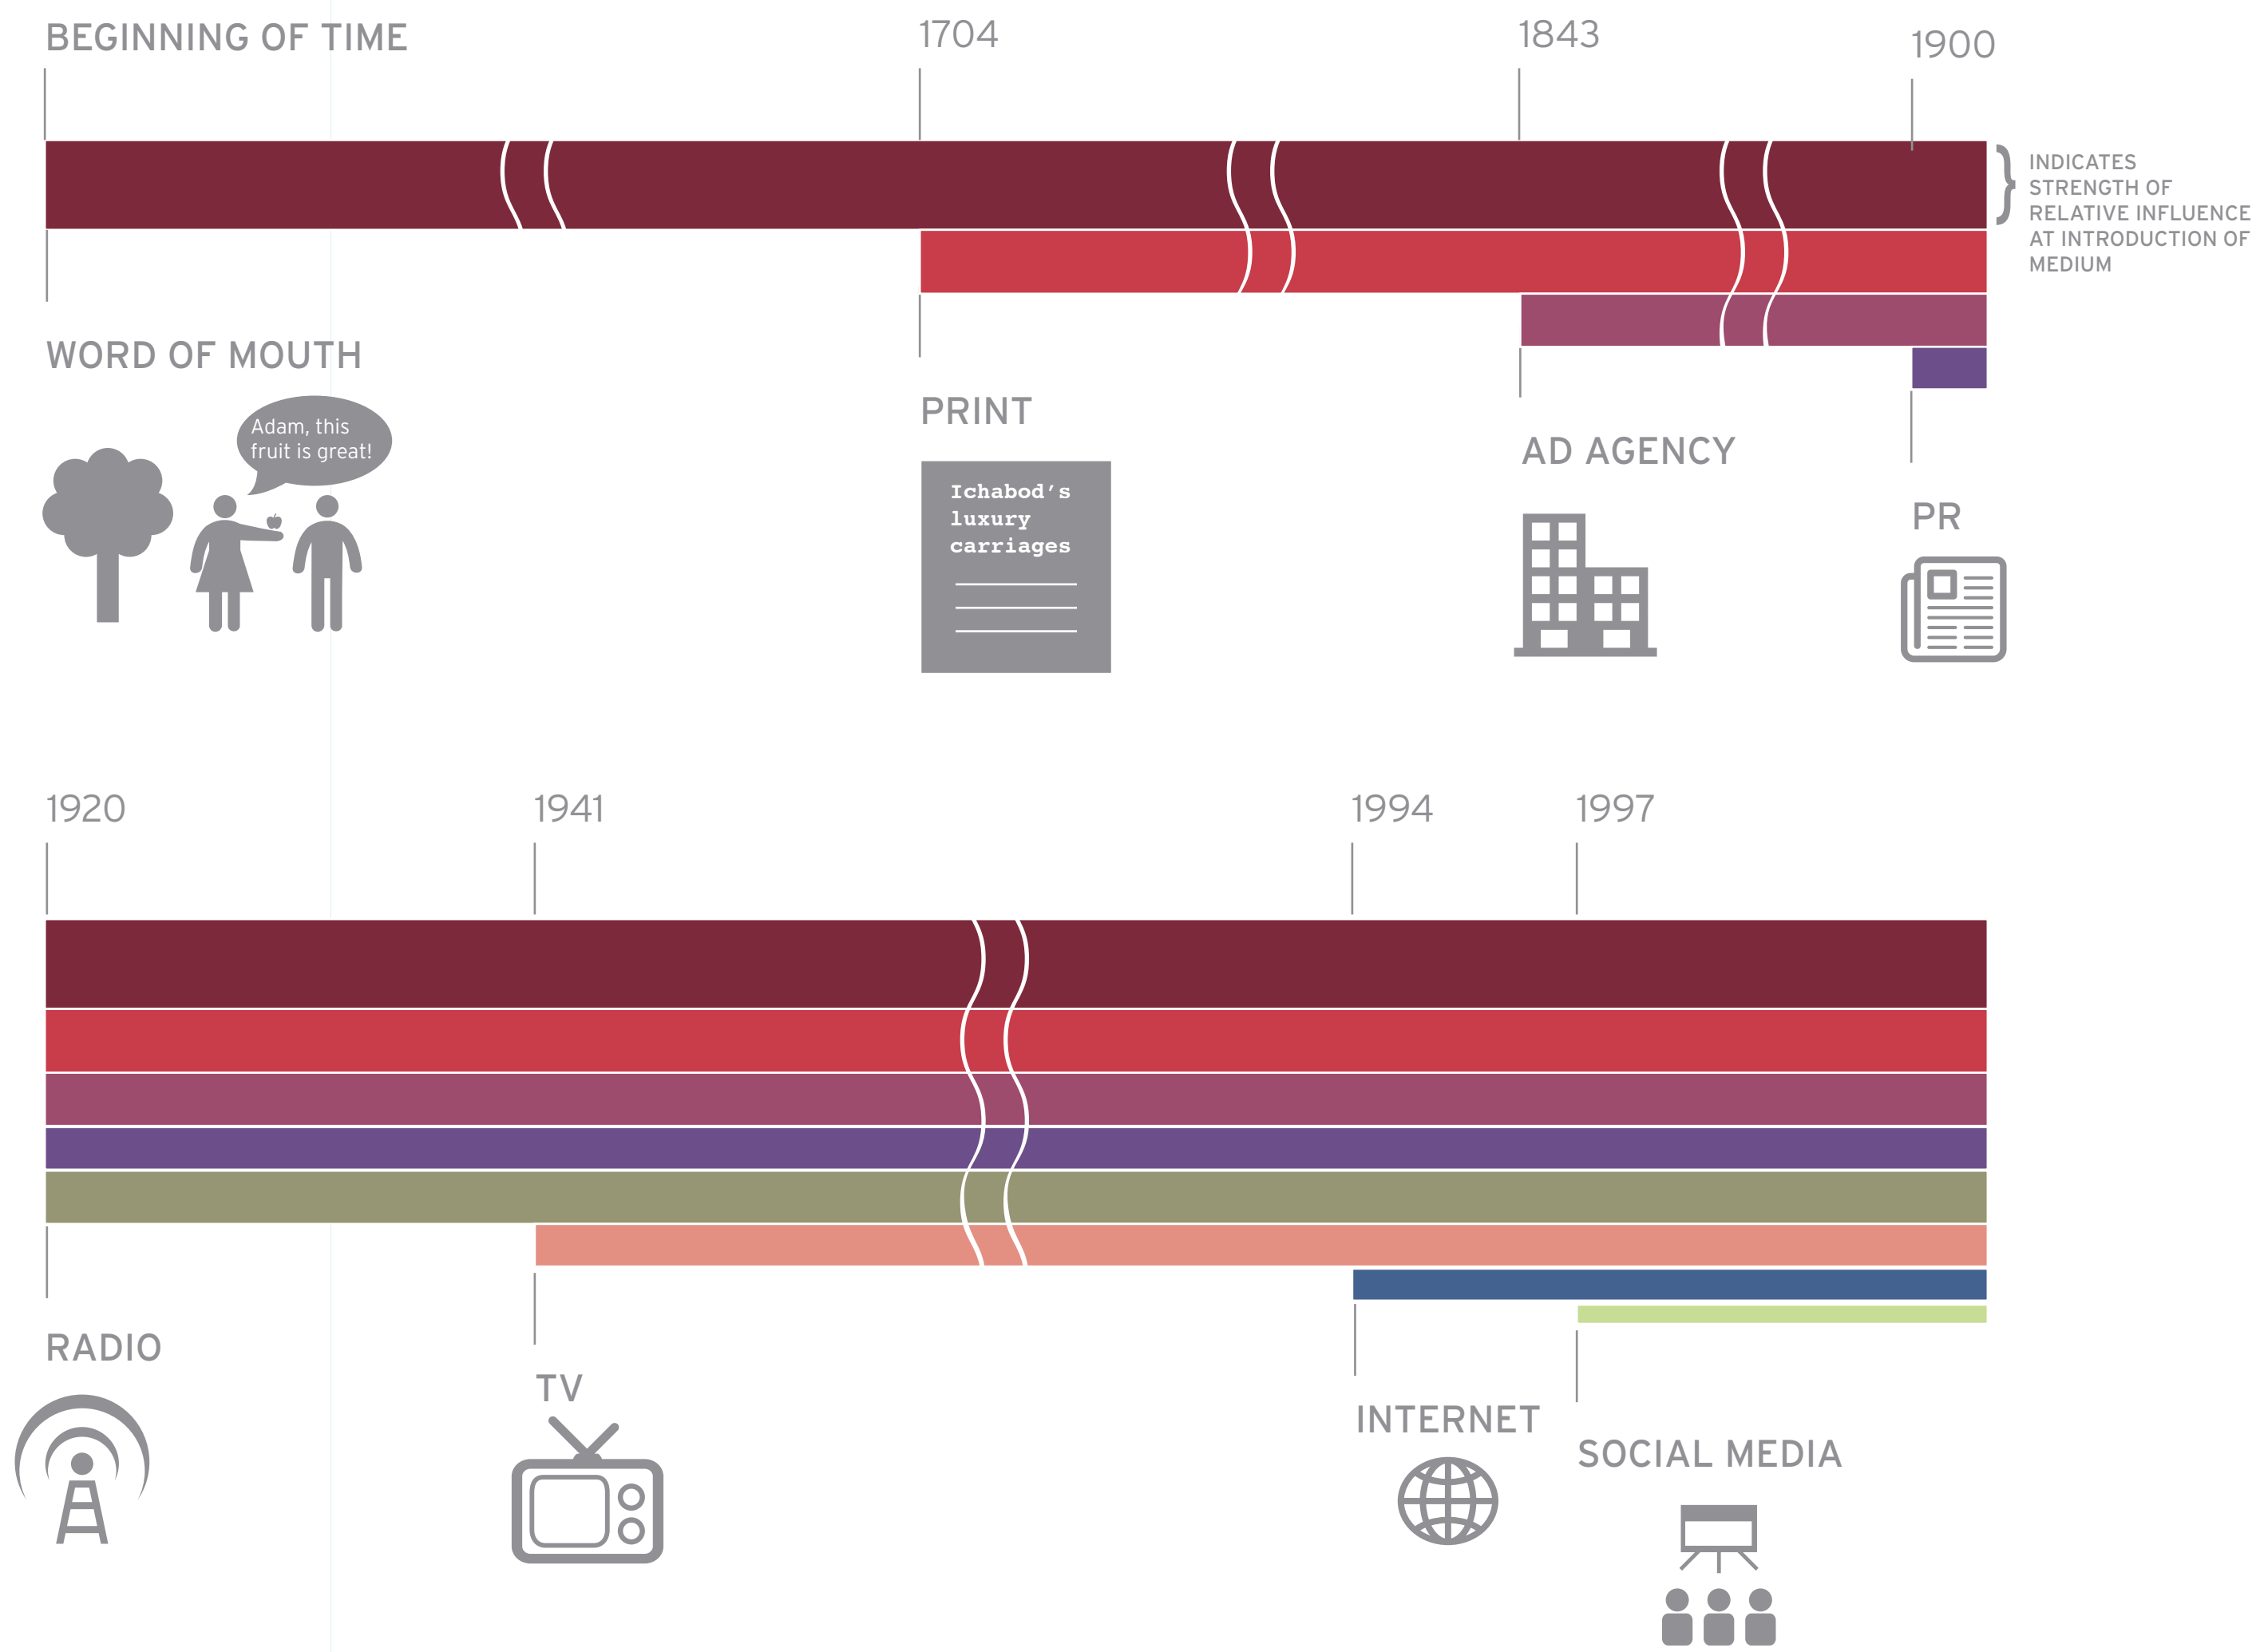 BEGINNING OF TIME
1704
1843
1900
INDICATES
STRENGTH OF
RELATIVE INFLUENCE
AT INTRODUCTION OF
MEDIUM
WORD OF MOUTH
Adam, this
fruit is great!
PRINT
Ichabod's
luxury
carriages
AD AGENCY
PR
1920
1941
1994
1997
RADIO
TV
INTERNET
SOCIAL MEDIA